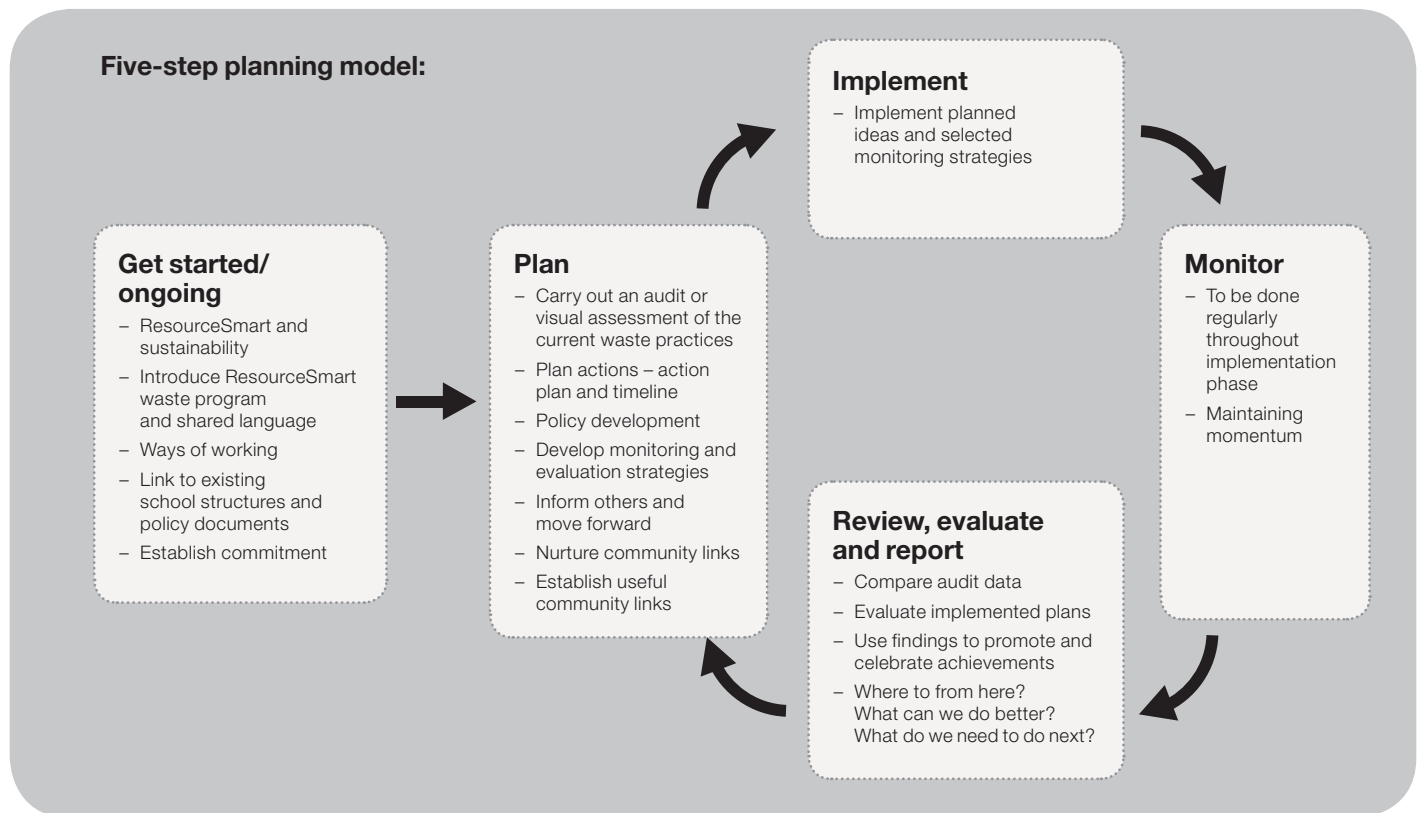 Five-step planning model:
Get started/
ongoing
– ResourceSmart and
sustainability
– Introduce ResourceSmart
waste program
and shared language
– Ways of working
– Link to existing
school structures and
policy documents
– Establish commitment
Plan
– Carry out an audit or
visual assessment of the
current waste practices
– Plan actions – action
plan and timeline
– Policy development
– Develop monitoring and
evaluation strategies
– Inform others and
move forward
– Nurture community links
– Establish useful
community links
Implement
– Implement planned
ideas and selected
monitoring strategies
Monitor
– To be done
regularly
throughout
implementation
phase
– Maintaining
momentum
Review, evaluate
and report
– Compare audit data
– Evaluate implemented plans
– Use findings to promote and
celebrate achievements
– Where to from here?
What can we do better?
What do we need to do next?